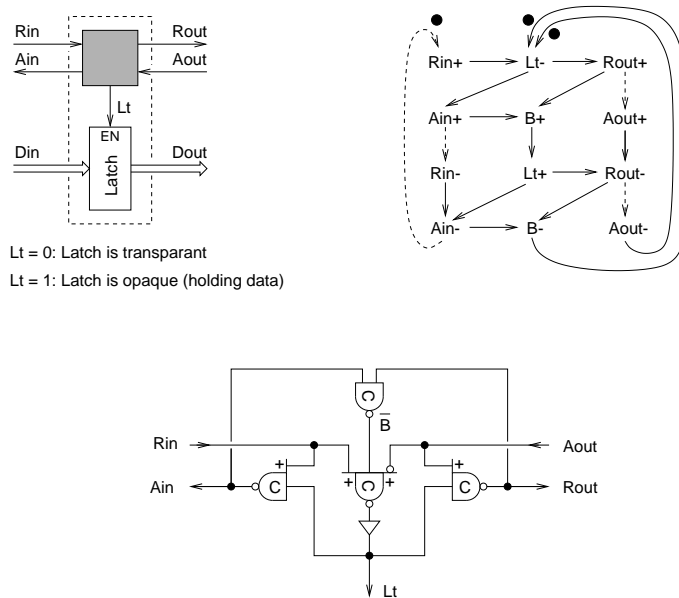 Rin
Rout
Ain
Aout
Lt
EN
Din
Latch
Dout
Lt = 0: Latch is transparant
Lt = 1: Latch is opaque (holding data)
Rin+ Lt- Rout+
Ain+ B+ Aout+
Rin- Lt+ Rout-
Ain- B- Aout-
C
B
Rin
Aout
+ + + +
C C C
Ain
Rout
Lt